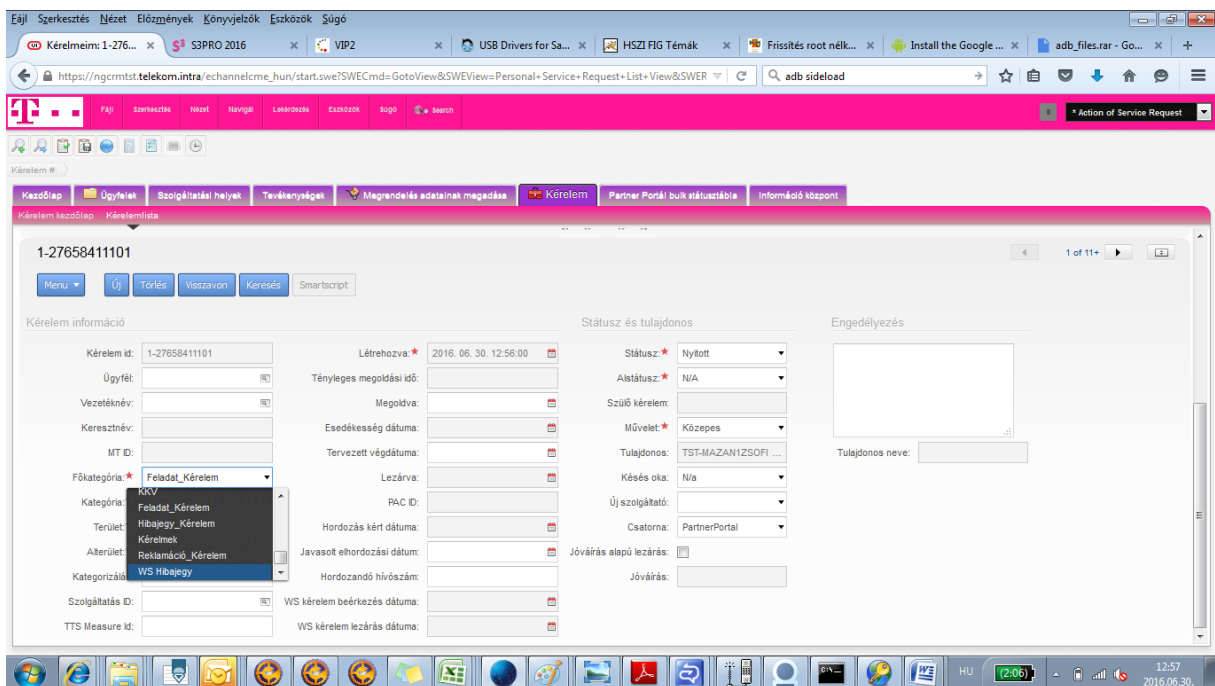 Fájl Szerkesztés Nézet Előzmények Könyvjelzők Eszközök Súgó
Kérelmeim: 1-276... × S³ S3PRO 2016 × VIP2 × USB Drivers for Sa... × HSZI FIG Témák × Frissítés root nélk... × Install the Google ... × adb_files.rar - Go... × +
https://ngcrmtst.telekom.intra/echannelcme_hun/start.swe?SWECmd=GotoView&SWEView=Personal+Service+Request+List+View&SWER adb sideload
Fájl Szerkesztés Nézet Navigál Lekérdezés Eszközök Súgó Search * Action of Service Request
Kérelem #:
Kezdőlap Ügyfelek Szolgáltatási helyek Tevékenységek Megrendelés adatainak megadása Kérelem Partner Portál bulk státusztábla Információ központ
Kérelem kezdőlap Kérelemlista
1-27658411101 1 of 11+
Menu Új Törlés Visszavon Keresés Smartscript
Kérelem információ Státusz és tulajdonos Engedélyezés
Kérelem id: 1-27658411101 Létrehozva:* 2016. 06. 30. 12:56:00 Státusz:* Nyitott
Ügyfél: Tényleges megoldási idő: Alstátusz:* N/A
Vezetéknév: Megoldva: Szülő kérelem:
Keresztnév: Esedékesség dátuma: Művelet:* Közepes
MT ID: Tervezett végdátuma: Tulajdonos: TST-MAZAN1ZSOFI ... Tulajdonos neve:
Főkategória:* Feladat_Kérelem Lezárva: Késés oka: N/a
KKV
Kategória: Feladat_Kérelem PAC ID: Új szolgáltató:
Terület: Hibajegy_Kérelem Hordozás kért dátuma: Csatorna: PartnerPortal
Kérelmek
Alterület: Reklamáció_Kérelem Javasolt elhordozási dátum: Jóváírás alapú lezárás:
Kategorizálá WS Hibajegy Hordozandó hívószám: Jóváírás:
Szolgáltatás ID: WS kérelem beérkezés dátuma:
TTS Measure Id: WS kérelem lezárás dátuma:
HU (2:06) 12:57
2016.06.30.